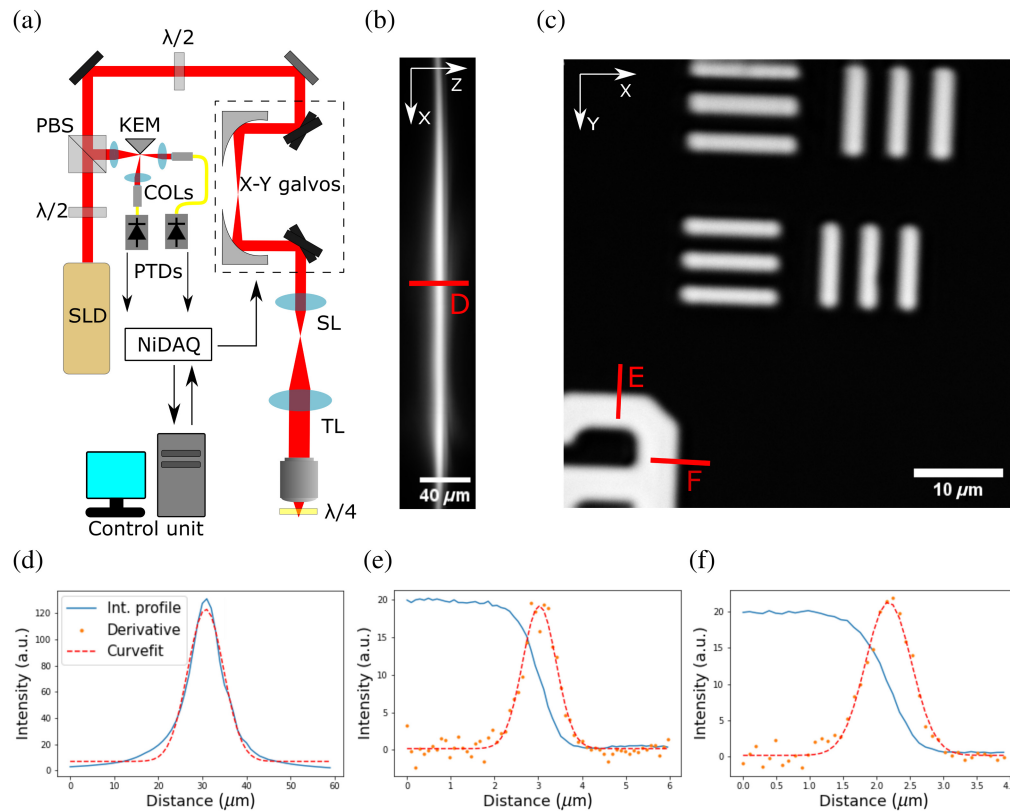 (a)
(b)
(c)
λ/2
PBS
KEM
COLs
X-Y galvos
λ/2
PTDs
SLD
NiDAQ
SL
TL
λ/4
Control unit
Z
X
D
40 µm
X
Y
E
F
10 µm
(d)
(e)
(f)
Int. profile
Derivative
Curvefit
Intensity (a.u.)
120
100
80
60
40
20
0
0 10 20 30 40 50 60
Distance (µm)
Intensity (a.u.)
20
15
10
5
0
0 1 2 3 4 5 6
Distance (µm)
Intensity (a.u.)
20
15
10
5
0
0.0 0.5 1.0 1.5 2.0 2.5 3.0 3.5
Distance (µm)